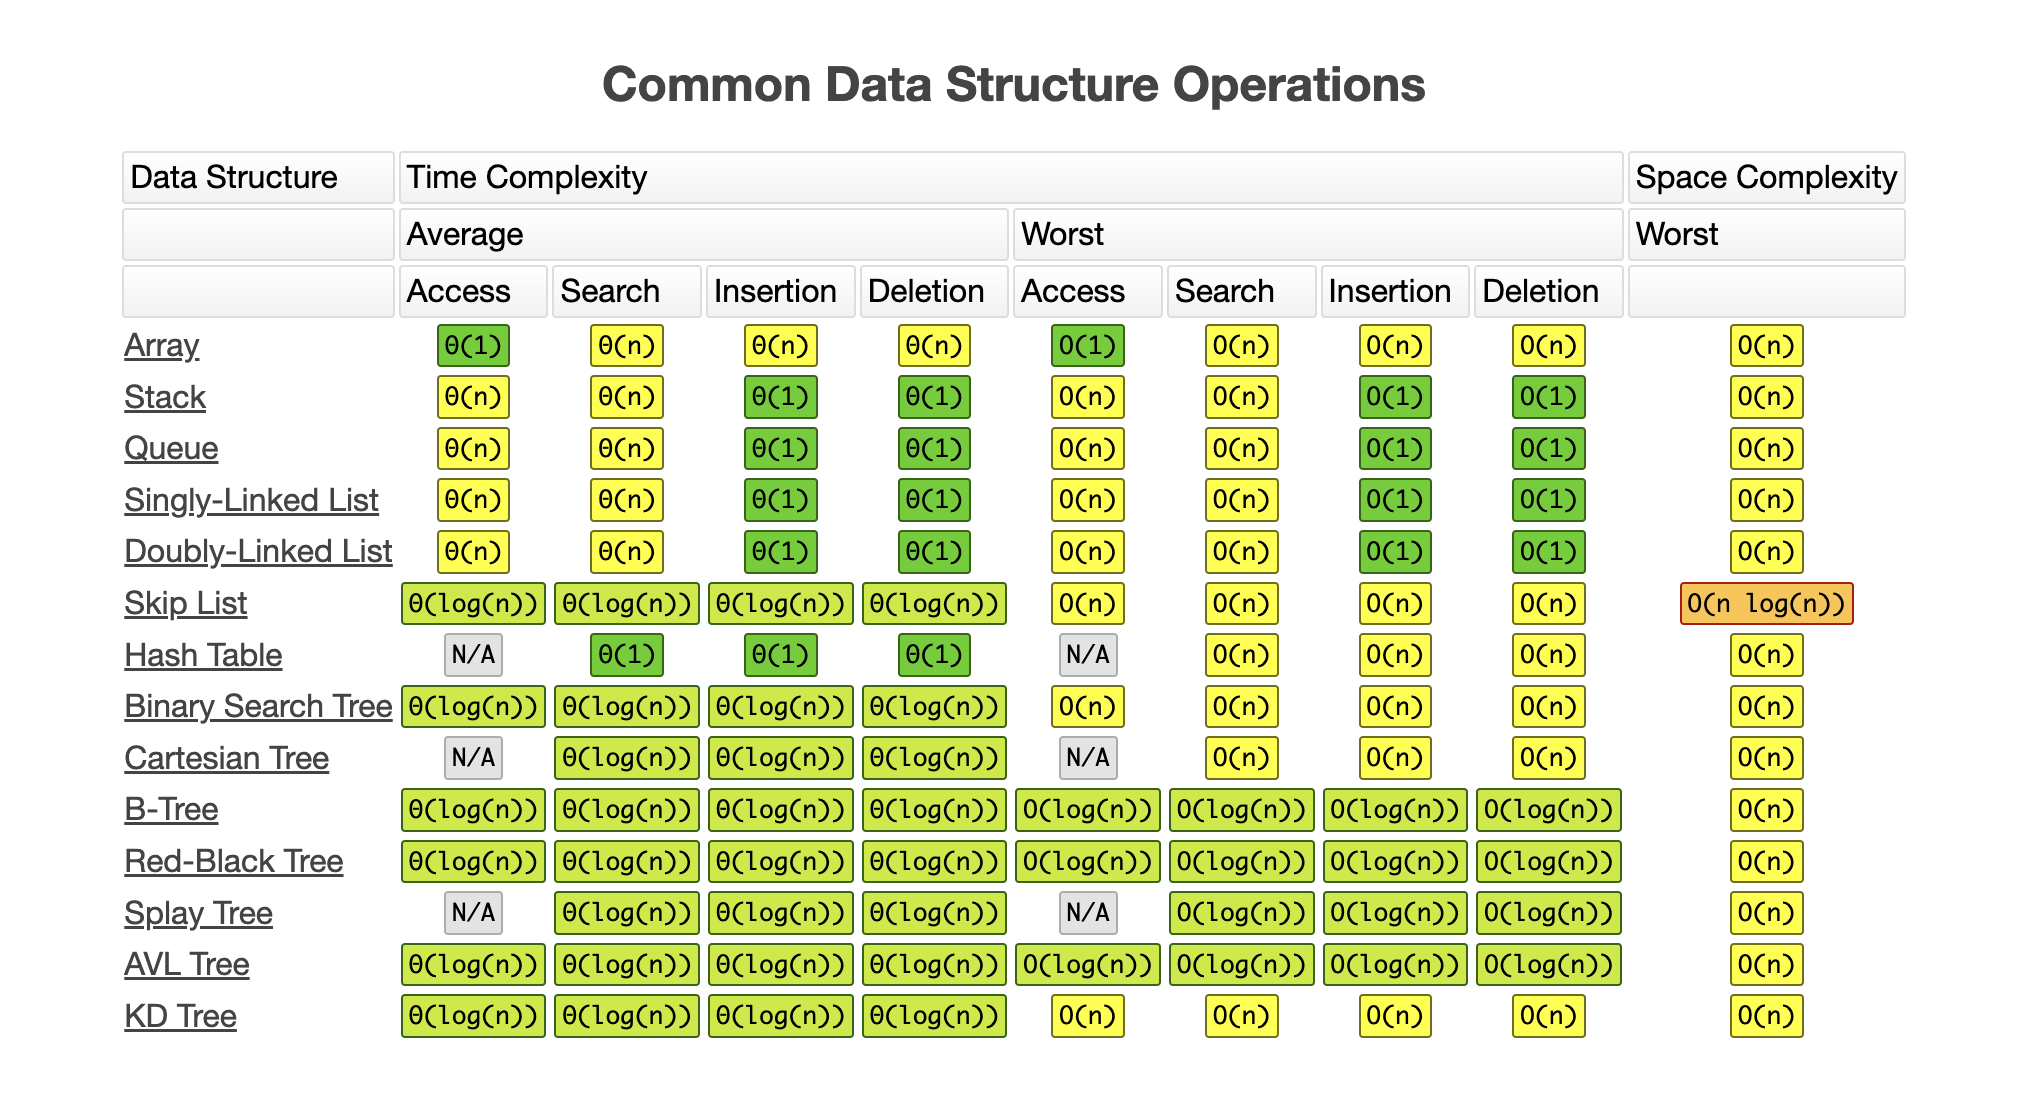 Common Data Structure Operations
Data Structure Time Complexity Space Complexity
Average Worst Worst
Access Search Insertion Deletion Access Search Insertion Deletion
Array Θ(1) Θ(n) Θ(n) Θ(n) O(1) O(n) O(n) O(n) O(n)
Stack Θ(n) Θ(n) Θ(1) Θ(1) O(n) O(n) O(1) O(1) O(n)
Queue Θ(n) Θ(n) Θ(1) Θ(1) O(n) O(n) O(1) O(1) O(n)
Singly-Linked List Θ(n) Θ(n) Θ(1) Θ(1) O(n) O(n) O(1) O(1) O(n)
Doubly-Linked List Θ(n) Θ(n) Θ(1) Θ(1) O(n) O(n) O(1) O(1) O(n)
Skip List Θ(log(n)) Θ(log(n)) Θ(log(n)) Θ(log(n)) O(n) O(n) O(n) O(n) O(n log(n))
Hash Table N/A Θ(1) Θ(1) Θ(1) N/A O(n) O(n) O(n) O(n)
Binary Search Tree Θ(log(n)) Θ(log(n)) Θ(log(n)) Θ(log(n)) O(n) O(n) O(n) O(n) O(n)
Cartesian Tree N/A Θ(log(n)) Θ(log(n)) Θ(log(n)) N/A O(n) O(n) O(n) O(n)
B-Tree Θ(log(n)) Θ(log(n)) Θ(log(n)) Θ(log(n)) O(log(n)) O(log(n)) O(log(n)) O(log(n)) O(n)
Red-Black Tree Θ(log(n)) Θ(log(n)) Θ(log(n)) Θ(log(n)) O(log(n)) O(log(n)) O(log(n)) O(log(n)) O(n)
Splay Tree N/A Θ(log(n)) Θ(log(n)) Θ(log(n)) N/A O(log(n)) O(log(n)) O(log(n)) O(n)
AVL Tree Θ(log(n)) Θ(log(n)) Θ(log(n)) Θ(log(n)) O(log(n)) O(log(n)) O(log(n)) O(log(n)) O(n)
KD Tree Θ(log(n)) Θ(log(n)) Θ(log(n)) Θ(log(n)) O(n) O(n) O(n) O(n) O(n)